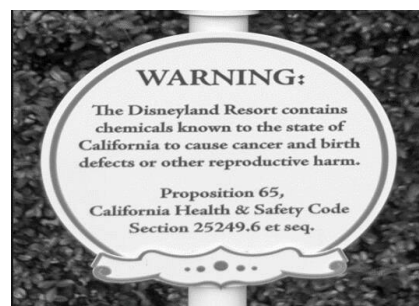 WARNING:
The Disneyland Resort contains
chemicals known to the state of
California to cause cancer and birth
defects or other reproductive harm.
Proposition 65,
California Health & Safety Code
Section 25249.6 et seq.